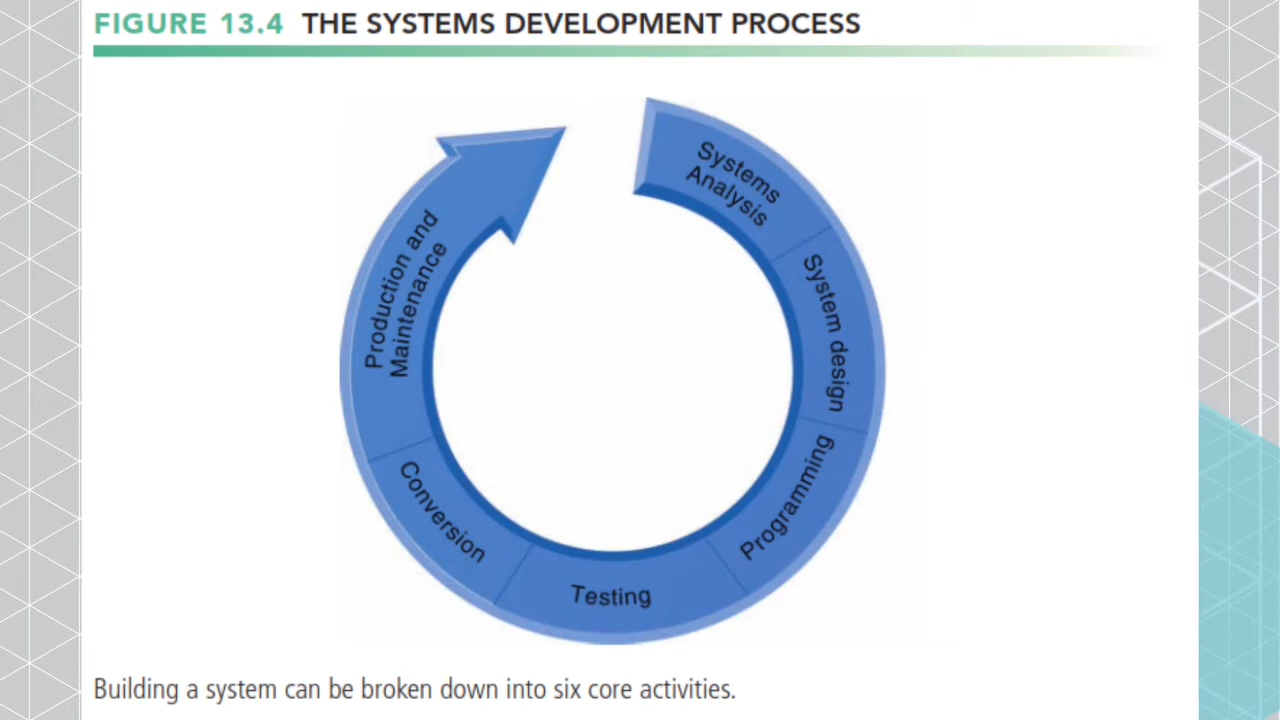 FIGURE 13.4 THE SYSTEMS DEVELOPMENT PROCESS
Systems
Analysis
System design
Programming
Testing
Conversion
Production and
Maintenance
Building a system can be broken down into six core activities.